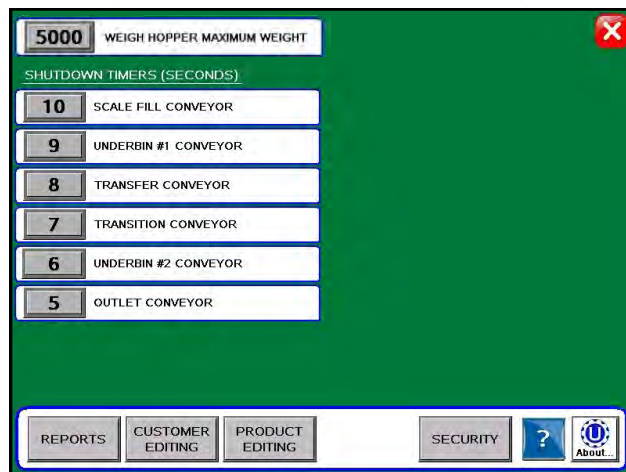 5000 WEIGH HOPPER MAXIMUM WEIGHT
SHUTDOWN TIMERS (SECONDS)
10 SCALE FILL CONVEYOR
9 UNDERBIN #1 CONVEYOR
8 TRANSFER CONVEYOR
7 TRANSITION CONVEYOR
6 UNDERBIN #2 CONVEYOR
5 OUTLET CONVEYOR
REPORTS
CUSTOMER
EDITING
PRODUCT
EDITING
SECURITY
?
U
About...